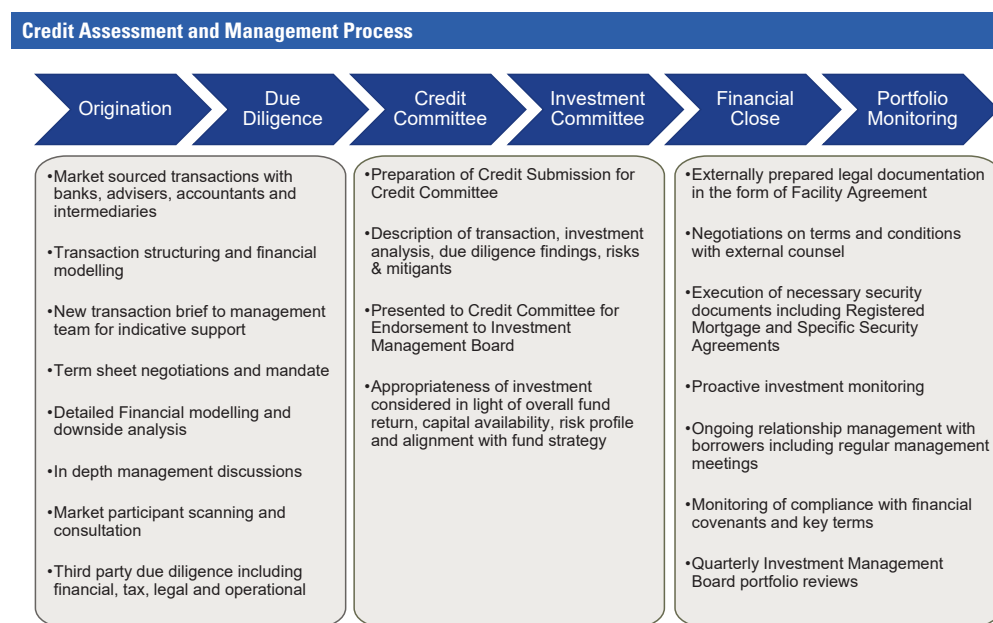 Credit Assessment and Management Process
Origination
Due
Diligence
Credit
Committee
Investment
Committee
Financial
Close
Portfolio
Monitoring
•Market sourced transactions with
banks, advisers, accountants and
intermediaries
•Transaction structuring and financial
modelling
•New transaction brief to management
team for indicative support
•Term sheet negotiations and mandate
•Detailed Financial modelling and
downside analysis
•In depth management discussions
•Market participant scanning and
consultation
•Third party due diligence including
financial, tax, legal and operational
•Preparation of Credit Submission for
Credit Committee
•Description of transaction, investment
analysis, due diligence findings, risks
& mitigants
•Presented to Credit Committee for
Endorsement to Investment
Management Board
•Appropriateness of investment
considered in light of overall fund
return, capital availability, risk profile
and alignment with fund strategy
•Externally prepared legal documentation
in the form of Facility Agreement
•Negotiations on terms and conditions
with external counsel
•Execution of necessary security
documents including Registered
Mortgage and Specific Security
Agreements
•Proactive investment monitoring
•Ongoing relationship management with
borrowers including regular management
meetings
•Monitoring of compliance with financial
covenants and key terms
•Quarterly Investment Management
Board portfolio reviews